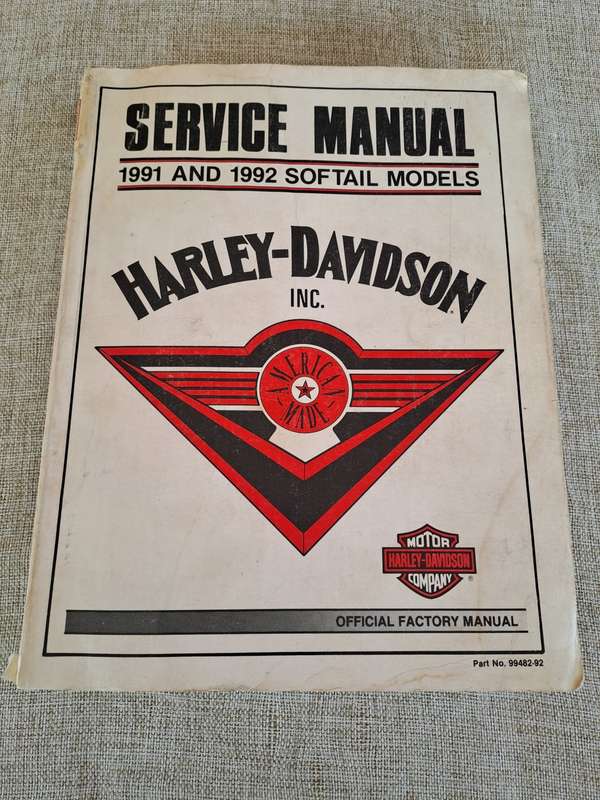 SERVICE MANUAL
1991 AND 1992 SOFTAIL MODELS
HARLEY-DAVIDSON
INC.
AMERICAN
MADE
MOTOR
HARLEY-DAVIDSON
COMPANY
®
OFFICIAL FACTORY MANUAL
Part No. 99482-92